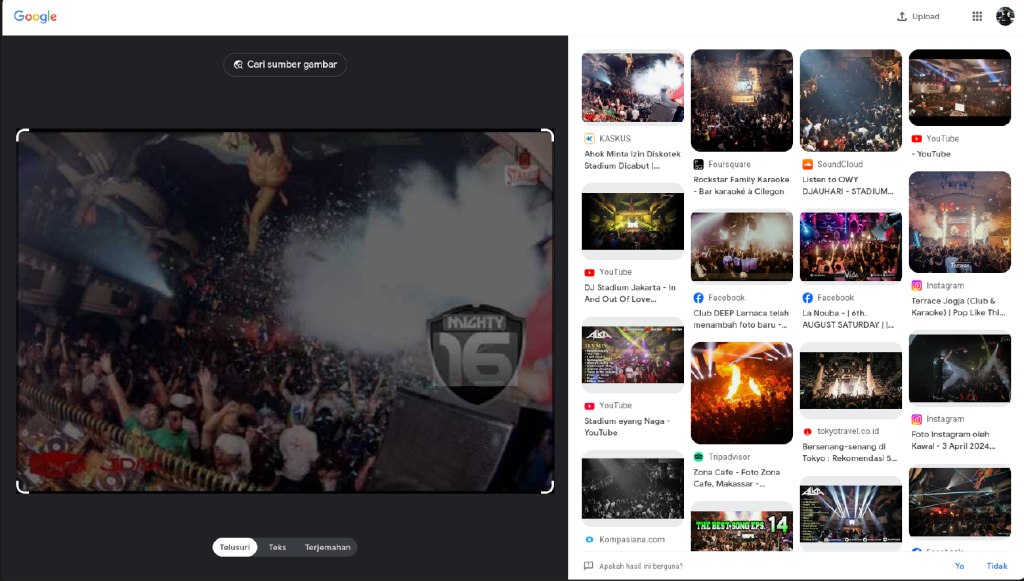 Google
Upload
Cari sumber gambar
STADIUM
MIGHTY
16
Telusuri
Teks
Terjemahan
KASKUS
Ahok Minta Izin Diskotek
Stadium Dicabut |...
YouTube
DJ Stadium Jakarta - In
And Out Of Love...
ALKA
YouTube
Stadium eyang Naga -
YouTube
Kompasiana.com
Foursquare
Rockstar Family Karaoke
- Bar karaoké à Cilegon
Facebook
Club DEEP Larnaca telah
menambah foto baru -...
Tripadvisor
Zona Cafe - Foto Zona
Cafe, Makassar -...
THE BEST SONG EPS. 14
SoundCloud
Listen to OWY
DJAUHARI - STADIUM...
Facebook
La Nouba - | 6th.
AUGUST SATURDAY | |...
tokyotravel.co.id
Bersenang-senang di
Tokyo : Rekomendasi 5...
ALKA
YouTube
- YouTube
Terrace
Instagram
Terrace Jogja (Club &
Karaoke) | Pop Like Thi...
Instagram
Foto Instagram oleh
Kawal - 3 April 2024...
Facebook
Apakah hasil ini berguna?
Ya
Tidak